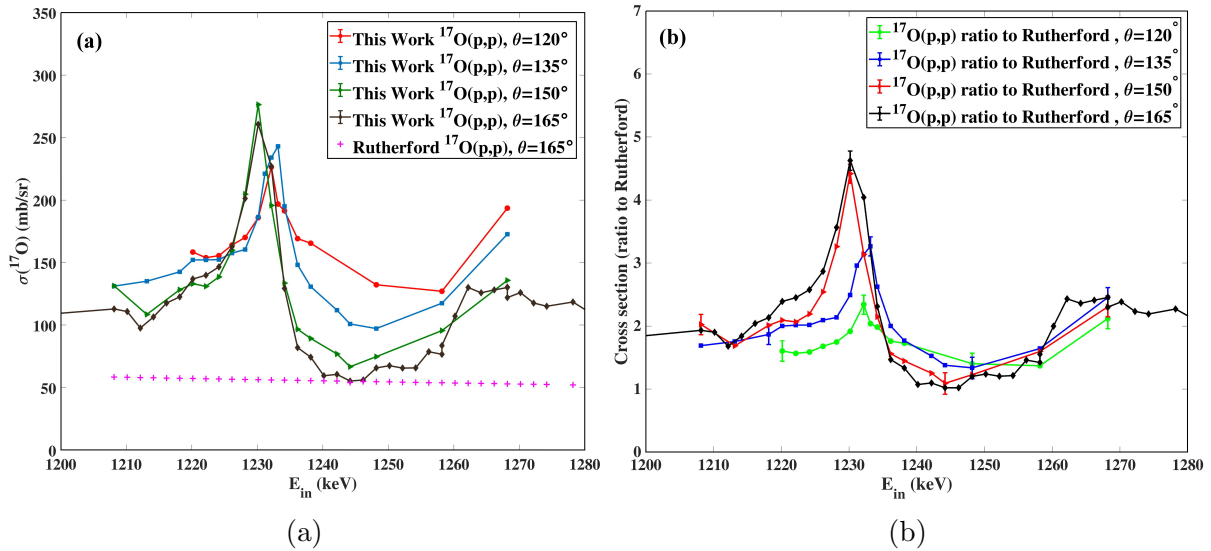 (a)
This Work ¹⁷O(p,p), θ=120°
This Work ¹⁷O(p,p), θ=135°
This Work ¹⁷O(p,p), θ=150°
This Work ¹⁷O(p,p), θ=165°
Rutherford ¹⁷O(p,p), θ=165°
350
300
250
200
150
100
50
0
σ(¹⁷O) (mb/sr)
1200 1210 1220 1230 1240 1250 1260 1270 1280
E_in (keV)
(a)
(b)
¹⁷O(p,p) ratio to Rutherford , θ=120°
¹⁷O(p,p) ratio to Rutherford , θ=135°
¹⁷O(p,p) ratio to Rutherford , θ=150°
¹⁷O(p,p) ratio to Rutherford , θ=165°
7
6
5
4
3
2
1
0
Cross section (ratio to Rutherford)
1200 1210 1220 1230 1240 1250 1260 1270 1280
E_in (keV)
(b)